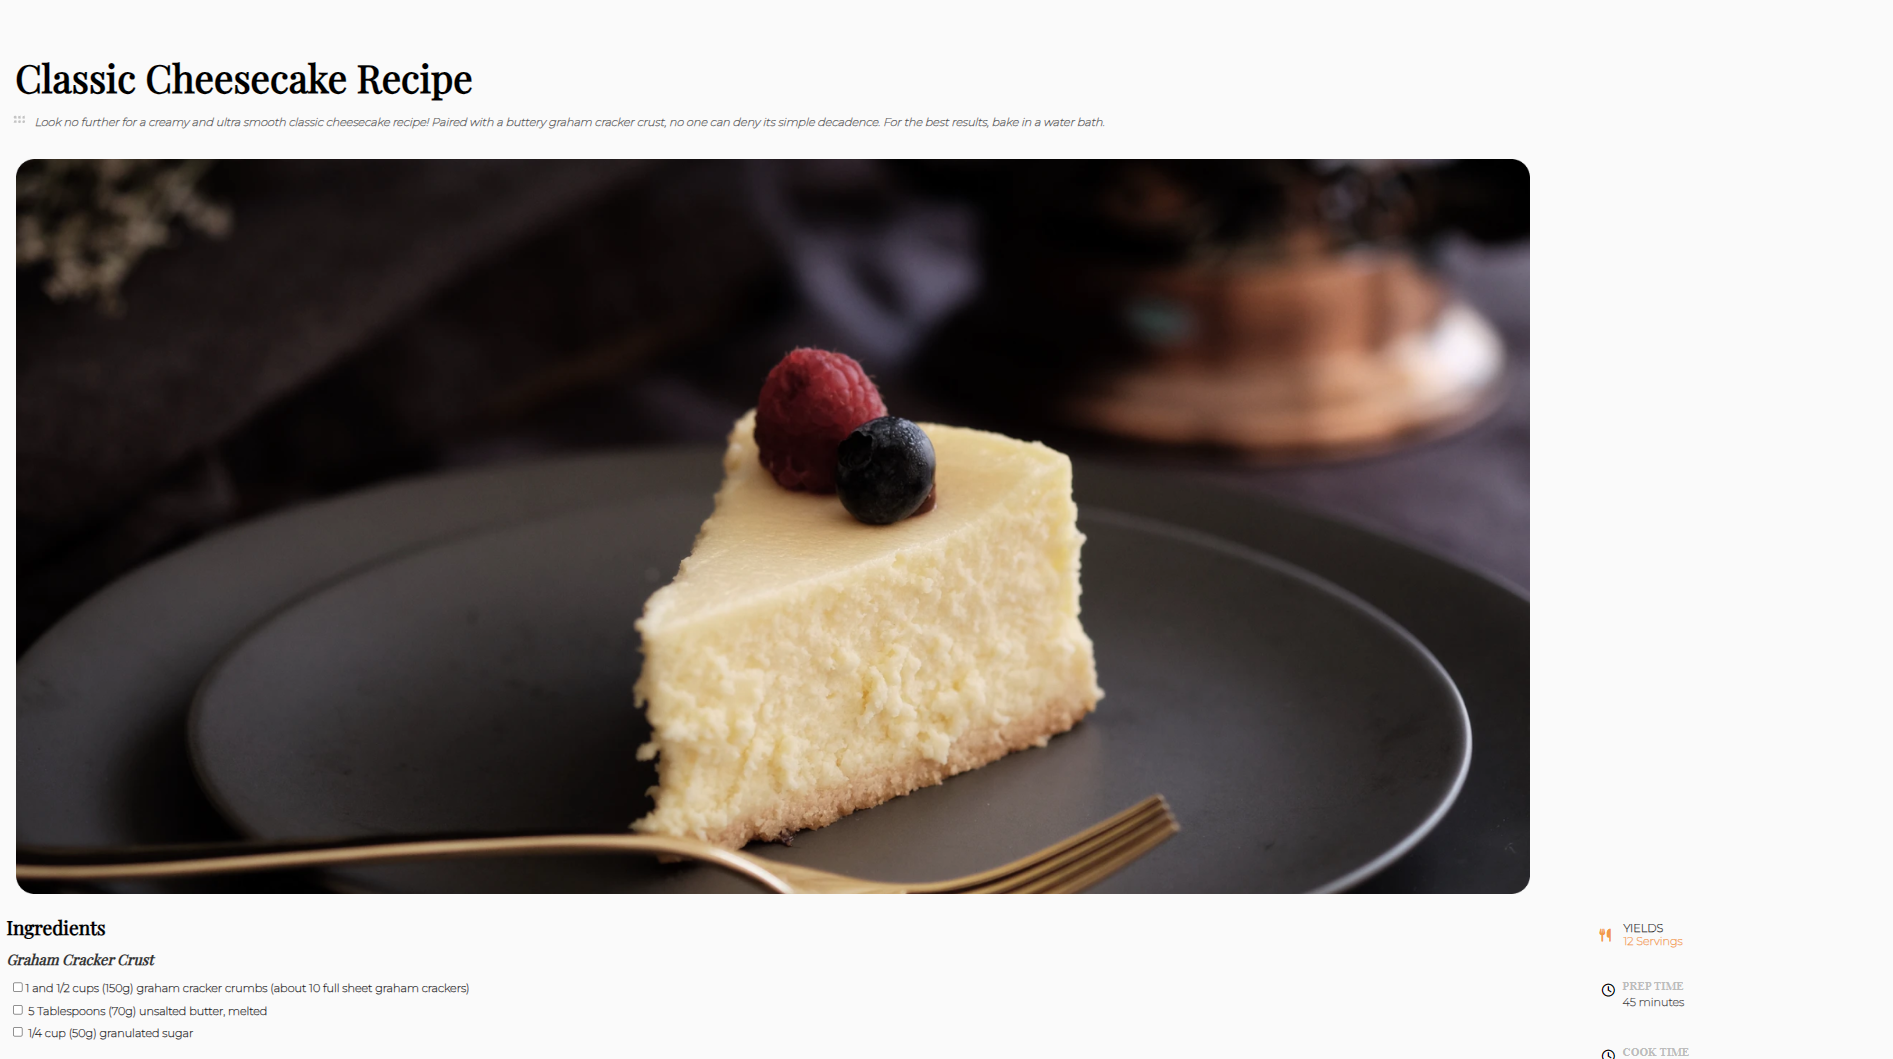 Classic Cheesecake Recipe
Look no further for a creamy and ultra smooth classic cheesecake recipe! Paired with a buttery graham cracker crust, no one can deny its simple decadence. For the best results, bake in a water bath.
Ingredients
Graham Cracker Crust
1 and 1/2 cups (150g) graham cracker crumbs (about 10 full sheet graham crackers)
5 Tablespoons (70g) unsalted butter, melted
1/4 cup (50g) granulated sugar
YIELDS
12 Servings
PREP TIME
45 minutes
COOK TIME